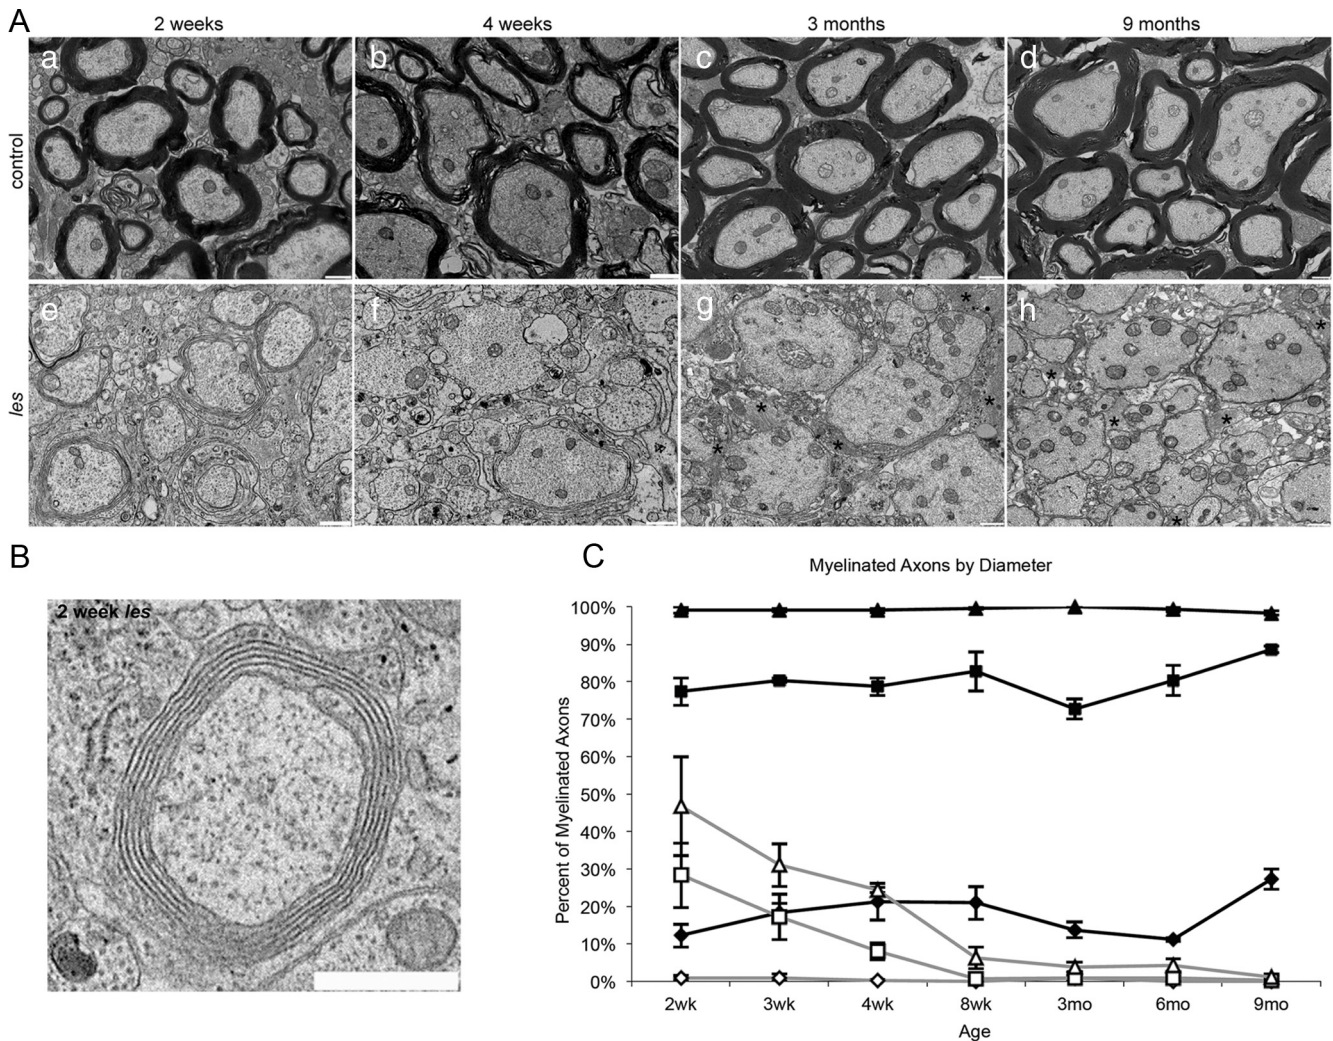 A
2 weeks
4 weeks
3 months
9 months
control
a
b
c
d
les
e
f
g
*
*
*
*
*
h
*
*
*
*
*
B
2 week les
C
Myelinated Axons by Diameter
Percent of Myelinated Axons
100%
90%
80%
70%
60%
50%
40%
30%
20%
10%
0%
2wk
3wk
4wk
8wk
3mo
6mo
9mo
Age